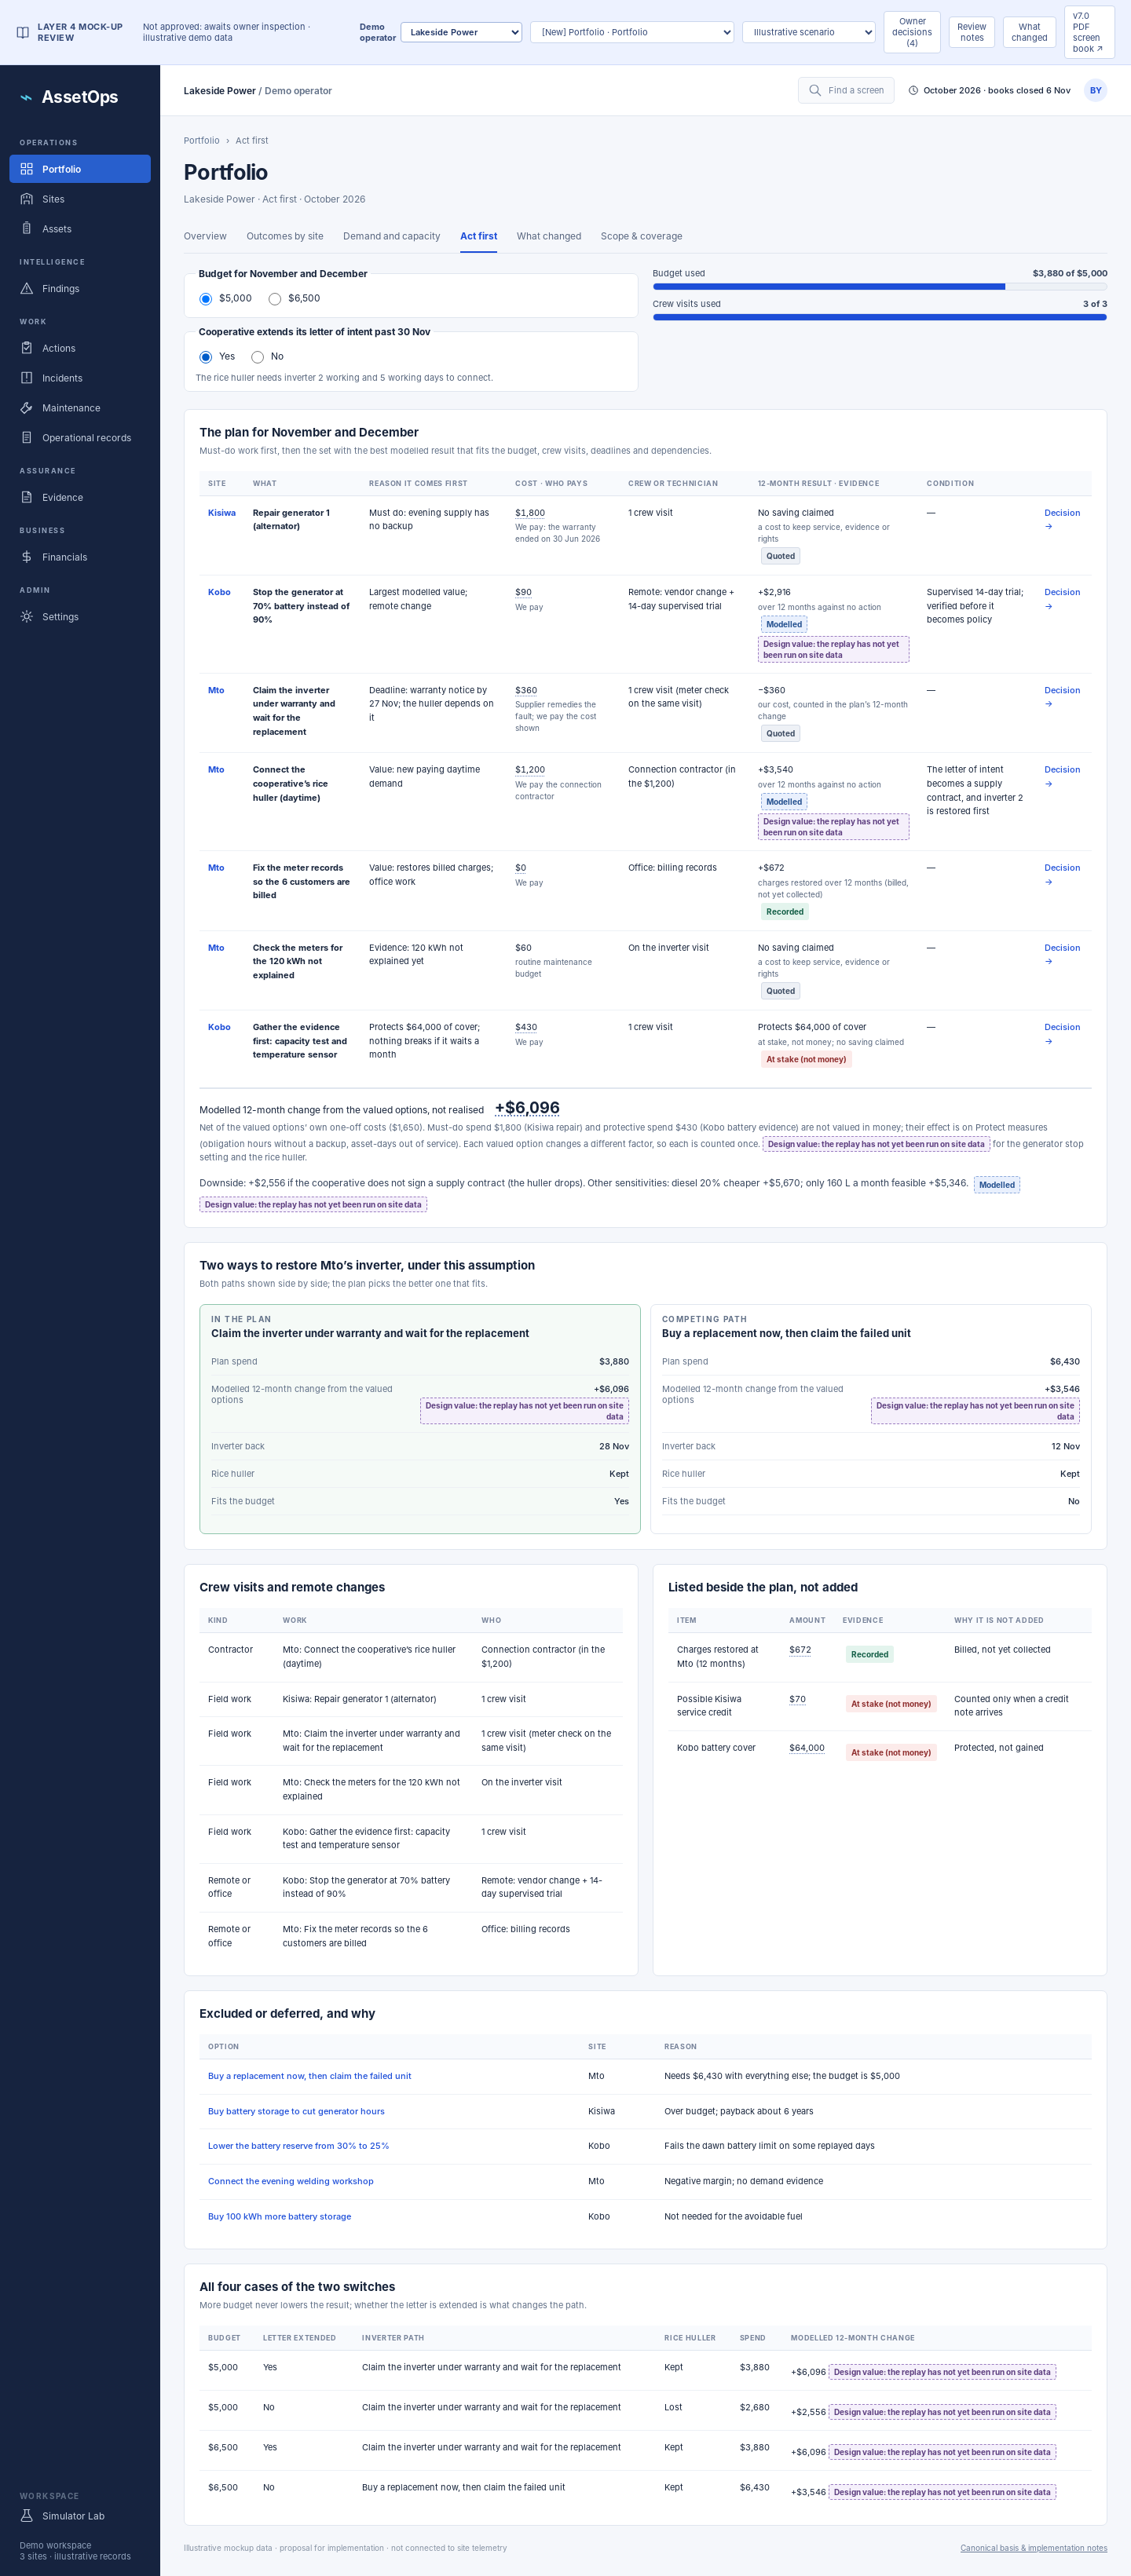 LAYER 4 MOCK-UP REVIEW
Not approved: awaits owner inspection · illustrative demo data
Demo operator
Lakeside Power
[New] Portfolio · Portfolio
Illustrative scenario
Owner decisions (4)
Review notes
What changed
v7.0 PDF screen book ↗
AssetOps
OPERATIONS
Portfolio
Sites
Assets
INTELLIGENCE
Findings
WORK
Actions
Incidents
Maintenance
Operational records
ASSURANCE
Evidence
BUSINESS
Financials
ADMIN
Settings
WORKSPACE
Simulator Lab
Demo workspace
3 sites · illustrative records
Lakeside Power / Demo operator
Find a screen
October 2026 · books closed 6 Nov
BY
Portfolio › Act first
Portfolio
Lakeside Power · Act first · October 2026
Overview
Outcomes by site
Demand and capacity
Act first
What changed
Scope & coverage
Budget for November and December
$5,000
$6,500
Cooperative extends its letter of intent past 30 Nov
Yes
No
The rice huller needs inverter 2 working and 5 working days to connect.
Budget used $3,880 of $5,000
Crew visits used 3 of 3
The plan for November and December
Must-do work first, then the set with the best modelled result that fits the budget, crew visits, deadlines and dependencies.
SITE WHAT REASON IT COMES FIRST COST · WHO PAYS CREW OR TECHNICIAN 12-MONTH RESULT · EVIDENCE CONDITION
Kisiwa
Repair generator 1 (alternator)
Must do: evening supply has no backup
$1,800
We pay: the warranty ended on 30 Jun 2026
1 crew visit
No saving claimed
a cost to keep service, evidence or rights
Quoted
—
Decision →
Kobo
Stop the generator at 70% battery instead of 90%
Largest modelled value; remote change
$90
We pay
Remote: vendor change + 14-day supervised trial
+$2,916
over 12 months against no action
Modelled
Design value: the replay has not yet been run on site data
Supervised 14-day trial; verified before it becomes policy
Decision →
Mto
Claim the inverter under warranty and wait for the replacement
Deadline: warranty notice by 27 Nov; the huller depends on it
$360
Supplier remedies the fault; we pay the cost shown
1 crew visit (meter check on the same visit)
−$360
our cost, counted in the plan's 12-month change
Quoted
—
Decision →
Mto
Connect the cooperative's rice huller (daytime)
Value: new paying daytime demand
$1,200
We pay the connection contractor
Connection contractor (in the $1,200)
+$3,540
over 12 months against no action
Modelled
Design value: the replay has not yet been run on site data
The letter of intent becomes a supply contract, and inverter 2 is restored first
Decision →
Mto
Fix the meter records so the 6 customers are billed
Value: restores billed charges; office work
$0
We pay
Office: billing records
+$672
charges restored over 12 months (billed, not yet collected)
Recorded
—
Decision →
Mto
Check the meters for the 120 kWh not explained
Evidence: 120 kWh not explained yet
$60
routine maintenance budget
On the inverter visit
No saving claimed
a cost to keep service, evidence or rights
Quoted
—
Decision →
Kobo
Gather the evidence first: capacity test and temperature sensor
Protects $64,000 of cover; nothing breaks if it waits a month
$430
We pay
1 crew visit
Protects $64,000 of cover
at stake, not money; no saving claimed
At stake (not money)
—
Decision →
Modelled 12-month change from the valued options, not realised +$6,096
Net of the valued options' own one-off costs ($1,650). Must-do spend $1,800 (Kisiwa repair) and protective spend $430 (Kobo battery evidence) are not valued in money; their effect is on Protect measures
(obligation hours without a backup, asset-days out of service). Each valued option changes a different factor, so each is counted once. Design value: the replay has not yet been run on site data for the generator stop
setting and the rice huller.
Downside: +$2,556 if the cooperative does not sign a supply contract (the huller drops). Other sensitivities: diesel 20% cheaper +$5,670; only 160 L a month feasible +$5,346. Modelled
Design value: the replay has not yet been run on site data
Two ways to restore Mto's inverter, under this assumption
Both paths shown side by side; the plan picks the better one that fits.
IN THE PLAN
Claim the inverter under warranty and wait for the replacement
Plan spend $3,880
Modelled 12-month change from the valued options +$6,096
Design value: the replay has not yet been run on site data
Inverter back 28 Nov
Rice huller Kept
Fits the budget Yes
COMPETING PATH
Buy a replacement now, then claim the failed unit
Plan spend $6,430
Modelled 12-month change from the valued options +$3,546
Design value: the replay has not yet been run on site data
Inverter back 12 Nov
Rice huller Kept
Fits the budget No
Crew visits and remote changes
KIND WORK WHO
Contractor Mto: Connect the cooperative's rice huller (daytime) Connection contractor (in the $1,200)
Field work Kisiwa: Repair generator 1 (alternator) 1 crew visit
Field work Mto: Claim the inverter under warranty and wait for the replacement 1 crew visit (meter check on the same visit)
Field work Mto: Check the meters for the 120 kWh not explained On the inverter visit
Field work Kobo: Gather the evidence first: capacity test and temperature sensor 1 crew visit
Remote or office Kobo: Stop the generator at 70% battery instead of 90% Remote: vendor change + 14-day supervised trial
Remote or office Mto: Fix the meter records so the 6 customers are billed Office: billing records
Listed beside the plan, not added
ITEM AMOUNT EVIDENCE WHY IT IS NOT ADDED
Charges restored at Mto (12 months) $672 Recorded Billed, not yet collected
Possible Kisiwa service credit $70 At stake (not money) Counted only when a credit note arrives
Kobo battery cover $64,000 At stake (not money) Protected, not gained
Excluded or deferred, and why
OPTION SITE REASON
Buy a replacement now, then claim the failed unit Mto Needs $6,430 with everything else; the budget is $5,000
Buy battery storage to cut generator hours Kisiwa Over budget; payback about 6 years
Lower the battery reserve from 30% to 25% Kobo Fails the dawn battery limit on some replayed days
Connect the evening welding workshop Mto Negative margin; no demand evidence
Buy 100 kWh more battery storage Kobo Not needed for the avoidable fuel
All four cases of the two switches
More budget never lowers the result; whether the letter is extended is what changes the path.
BUDGET LETTER EXTENDED INVERTER PATH RICE HULLER SPEND MODELLED 12-MONTH CHANGE
$5,000 Yes Claim the inverter under warranty and wait for the replacement Kept $3,880 +$6,096 Design value: the replay has not yet been run on site data
$5,000 No Claim the inverter under warranty and wait for the replacement Lost $2,680 +$2,556 Design value: the replay has not yet been run on site data
$6,500 Yes Claim the inverter under warranty and wait for the replacement Kept $3,880 +$6,096 Design value: the replay has not yet been run on site data
$6,500 No Buy a replacement now, then claim the failed unit Kept $6,430 +$3,546 Design value: the replay has not yet been run on site data
Illustrative mockup data · proposal for implementation · not connected to site telemetry
Canonical basis & implementation notes